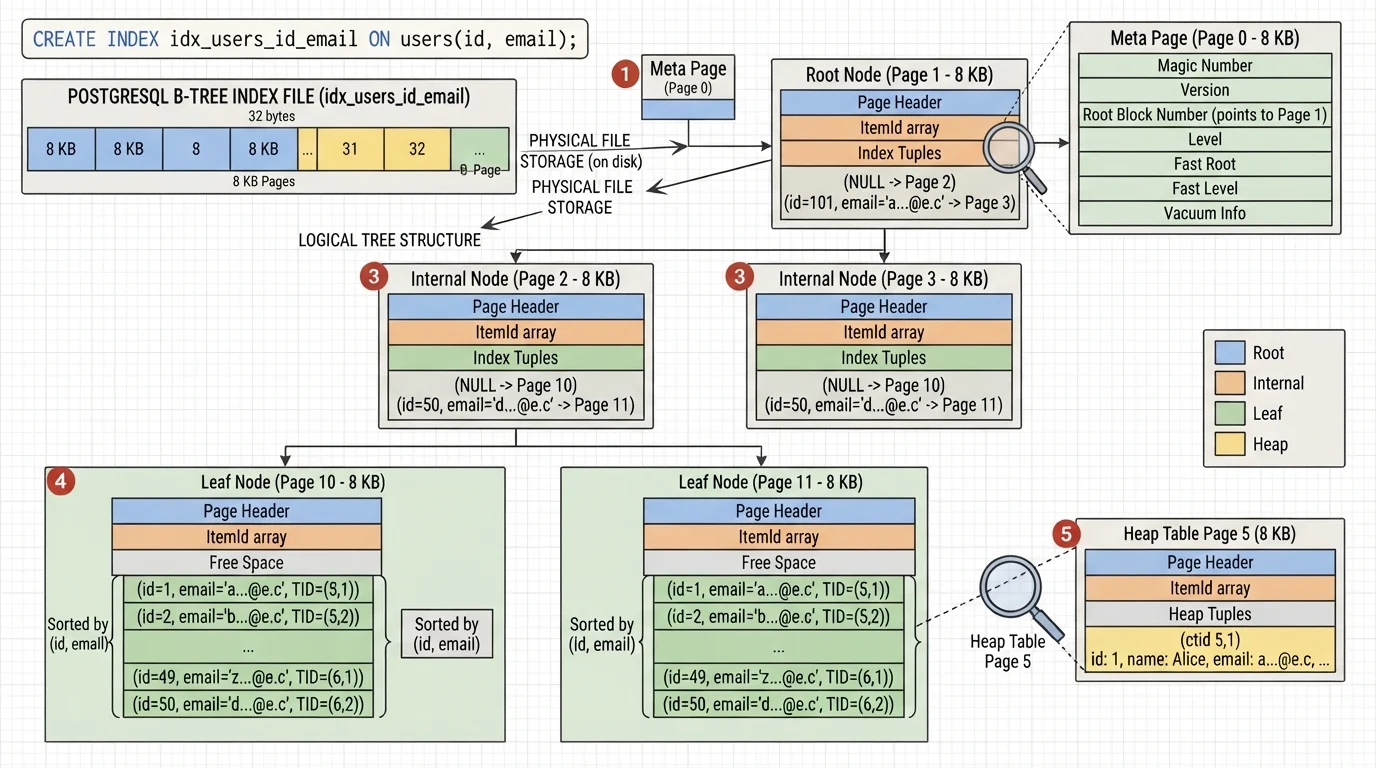 CREATE INDEX idx_users_id_email ON users(id, email);
POSTGRESQL B-TREE INDEX FILE (idx_users_id_email)
32 bytes
8 KB 8 KB 8 8 KB ... 31 32 ...
Page
8 KB Pages
PHYSICAL FILE
STORAGE (on disk)
PHYSICAL FILE
STORAGE
LOGICAL TREE STRUCTURE
1
Meta Page
(Page 0)
Root Node (Page 1 - 8 KB)
Page Header
ItemId array
Index Tuples
(NULL -> Page 2)
(id=101, email='a...@e.c' -> Page 3)
Meta Page (Page 0 - 8 KB)
Magic Number
Version
Root Block Number (points to Page 1)
Level
Fast Root
Fast Level
Vacuum Info
3
Internal Node (Page 2 - 8 KB)
Page Header
ItemId array
Index Tuples
(NULL -> Page 10)
(id=50, email='d...@e.c' -> Page 11)
3
Internal Node (Page 3 - 8 KB)
Page Header
ItemId array
Index Tuples
(NULL -> Page 10)
(id=50, email='d...@e.c' -> Page 11)
Root
Internal
Leaf
Heap
4
Leaf Node (Page 10 - 8 KB)
Page Header
ItemId array
Free Space
(id=1, email='a...@e.c', TID=(5,1))
(id=2, email='b...@e.c', TID=(5,2))
...
(id=49, email='z...@e.c', TID=(6,1))
(id=50, email='d...@e.c', TID=(6,2))
Sorted by
(id, email)
Sorted by
(id, email)
Leaf Node (Page 11 - 8 KB)
Page Header
ItemId array
Free Space
(id=1, email='a...@e.c', TID=(5,1))
(id=2, email='b...@e.c', TID=(5,2))
...
(id=49, email='z...@e.c', TID=(6,1))
(id=50, email='d...@e.c', TID=(6,2))
Sorted by
(id, email)
Heap Table
Page 5
5
Heap Table Page 5 (8 KB)
Page Header
ItemId array
Heap Tuples
(ctid 5,1)
id: 1, name: Alice, email: a...@e.c, ...